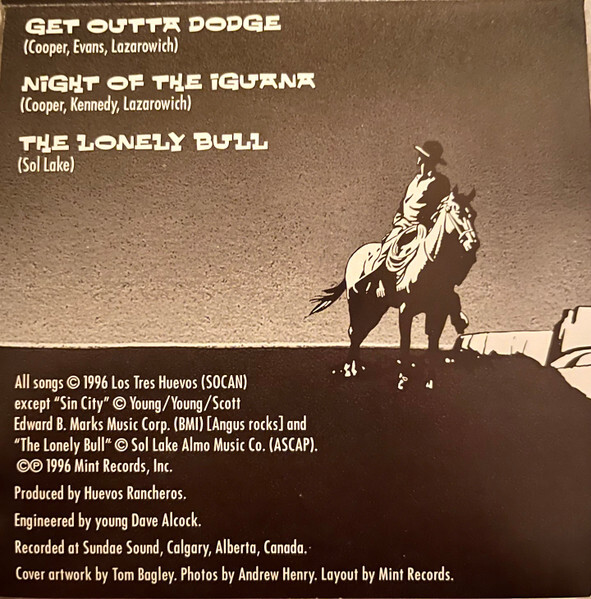 GET OUTTA DODGE
(Cooper, Evans, Lazarowich)
NIGHT OF THE IGUANA
(Cooper, Kennedy, Lazarowich)
THE LONELY BULL
(Sol Lake)
All songs © 1996 Los Tres Huevos (SOCAN)
except “Sin City” © Young/Young/Scott
Edward B. Marks Music Corp. (BMI) [Angus rocks] and
“The Lonely Bull“ © Sol Lake Almo Music Co. (ASCAP).
©℗ 1996 Mint Records, Inc.
Produced by Huevos Rancheros.
Engineered by young Dave Alcock.
Recorded at Sundae Sound, Calgary, Alberta, Canada.
Cover artwork by Tom Bagley. Photos by Andrew Henry. Layout by Mint Records.